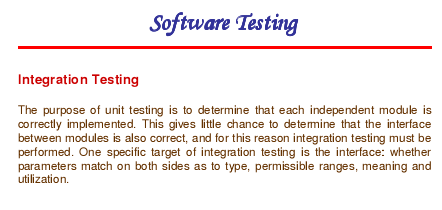 Software Testing
Integration Testing
The purpose of unit testing is to determine that each independent module is
correctly implemented. This gives little chance to determine that the interface
between modules is also correct, and for this reason integration testing must be
performed. One specific target of integration testing is the interface: whether
parameters match on both sides as to type, permissible ranges, meaning and
utilization.